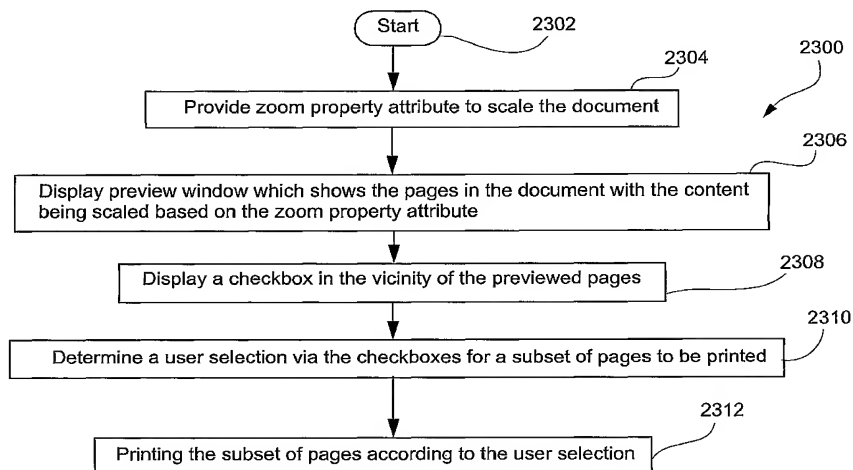 Start
2302
2300
2304
Provide zoom property attribute to scale the document
2306
Display preview window which shows the pages in the document with the content
being scaled based on the zoom property attribute
2308
Display a checkbox in the vicinity of the previewed pages
2310
Determine a user selection via the checkboxes for a subset of pages to be printed
2312
Printing the subset of pages according to the user selection